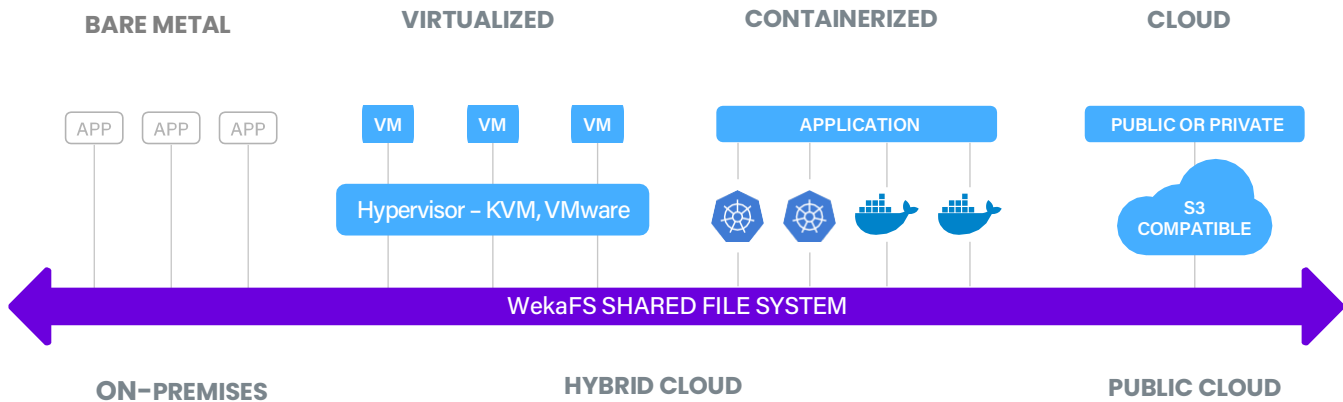 BARE METAL
VIRTUALIZED
CONTAINERIZED
CLOUD
APP
APP
APP
VM
VM
VM
APPLICATION
PUBLIC OR PRIVATE
Hypervisor – KVM, VMware
S3
COMPATIBLE
WekaFS SHARED FILE SYSTEM
ON-PREMISES
HYBRID CLOUD
PUBLIC CLOUD